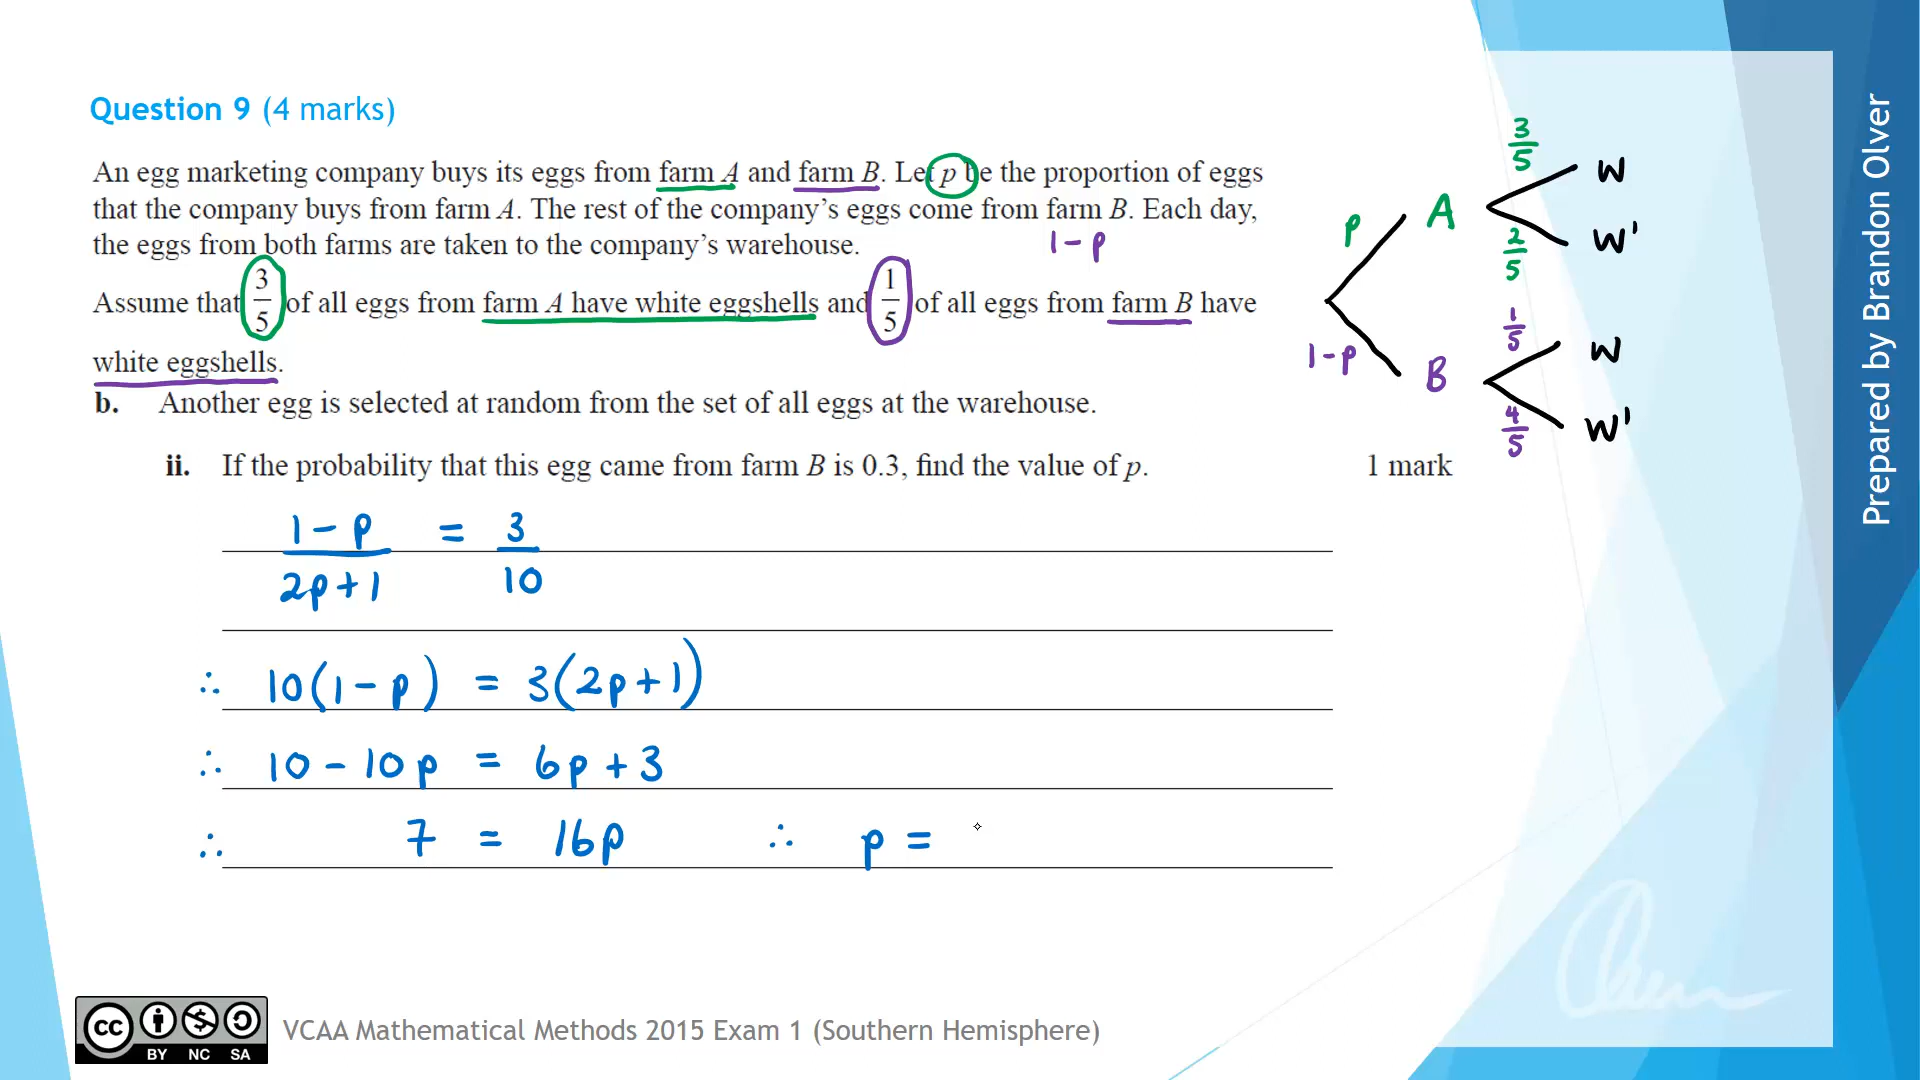 Question 9 (4 marks)
An egg marketing company buys its eggs from farm A and farm B. Let p be the proportion of eggs
that the company buys from farm A. The rest of the company’s eggs come from farm B. Each day,
the eggs from both farms are taken to the company’s warehouse.
1 - p
Assume that 3/5 of all eggs from farm A have white eggshells and 1/5 of all eggs from farm B have
white eggshells.
b. Another egg is selected at random from the set of all eggs at the warehouse.
ii. If the probability that this egg came from farm B is 0.3, find the value of p. 1 mark
(1 - p)/(2p + 1) = 3/10
∴ 10(1 - p) = 3(2p + 1)
∴ 10 - 10p = 6p + 3
∴ 7 = 16p ∴ p =
3/5 W
p A
2/5 W'
1/5 W
1-p B
4/5 W'
Prepared by Brandon Olver
cc BY NC SA
VCAA Mathematical Methods 2015 Exam 1 (Southern Hemisphere)